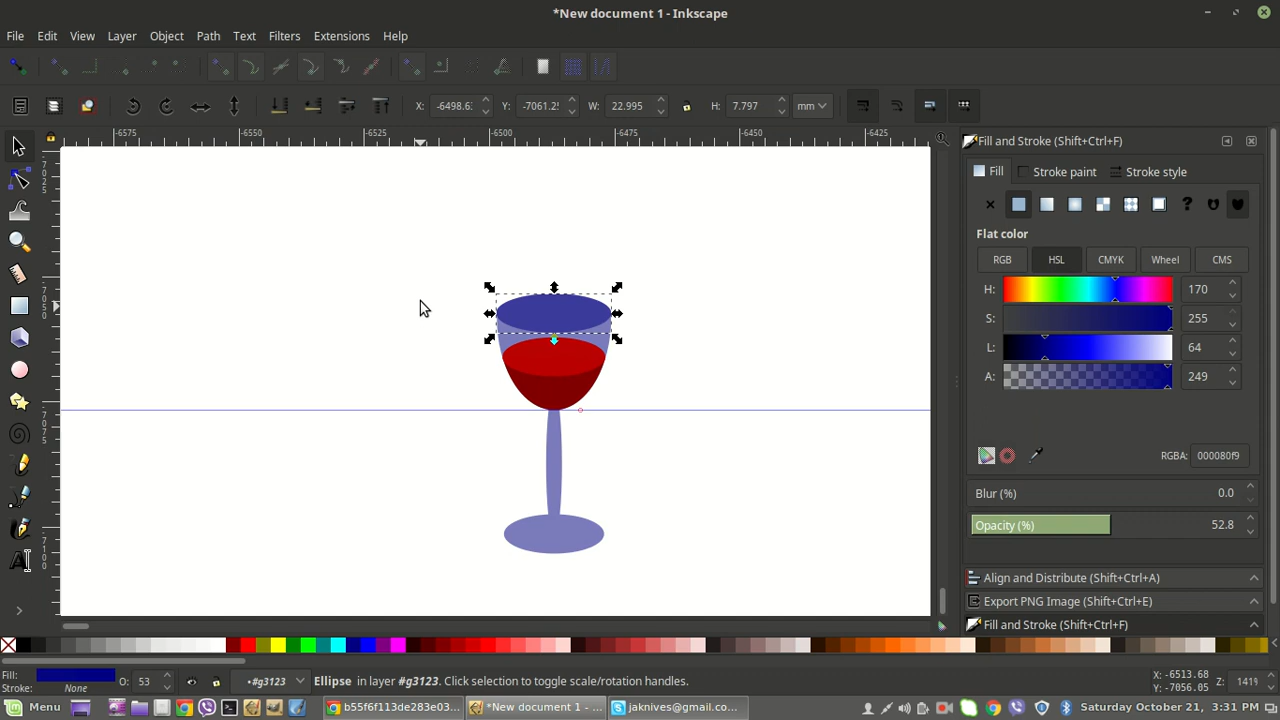 *New document 1 - Inkscape
File Edit View Layer Object Path Text Filters Extensions Help
X: -6498.6 Y: -7061.2 W: 22.995 H: 7.797 mm
-6575 -6550 -6525 -6500 -6475 -6450 -6425
Fill and Stroke (Shift+Ctrl+F)
Fill Stroke paint Stroke style
Flat color
RGB HSL CMYK Wheel CMS
H: 170
S: 255
L: 64
A: 249
RGBA: 000080f9
Blur (%) 0.0
Opacity (%) 52.8
Align and Distribute (Shift+Ctrl+A)
Export PNG Image (Shift+Ctrl+E)
Fill and Stroke (Shift+Ctrl+F)
Fill: O: 53 #g3123 Ellipse in layer #g3123. Click selection to toggle scale/rotation handles. X: -6513.68 Z: 141%
Stroke: None Y: -7056.05
Menu b55f6f113de283e03... *New document 1 - ... jaknives@gmail.co... Saturday October 21, 3:31 PM